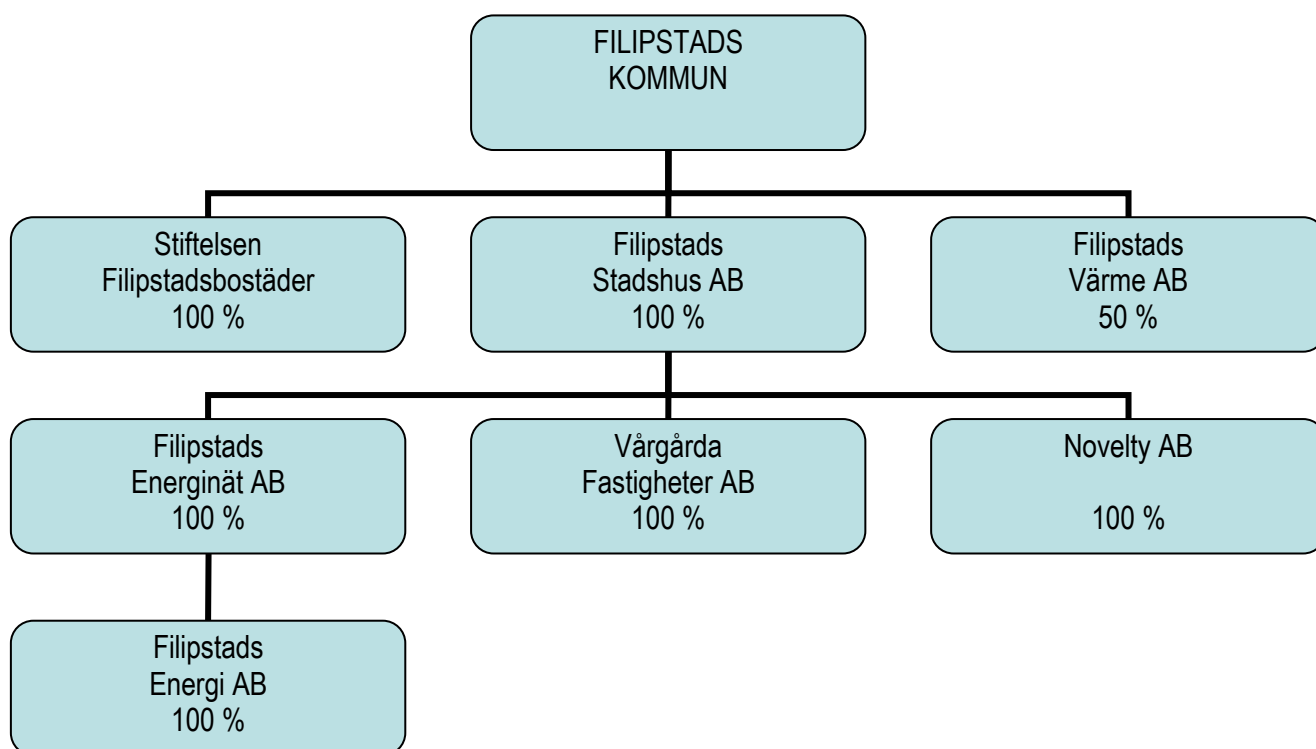 FILIPSTADS
KOMMUN
Stiftelsen
Filipstadsbostäder
100 %
Filipstads
Stadshus AB
100 %
Filipstads
Värme AB
50 %
Filipstads
Energinät AB
100 %
Vårgårda
Fastigheter AB
100 %
Novelty AB
100 %
Filipstads
Energi AB
100 %